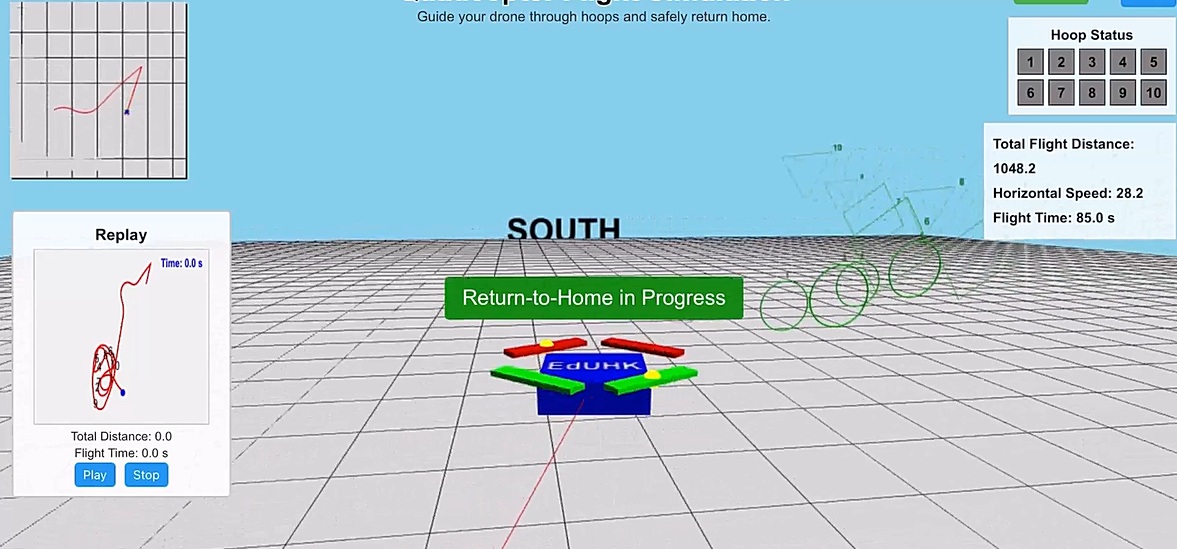 Guide your drone through hoops and safely return home.
Hoop Status
1 2 3 4 5
6 7 8 9 10
Total Flight Distance:
1048.2
Horizontal Speed: 28.2
Flight Time: 85.0 s
10
6
SOUTH
Return-to-Home in Progress
EdUHK
Replay
Time: 0.0 s
Total Distance: 0.0
Flight Time: 0.0 s
Play Stop